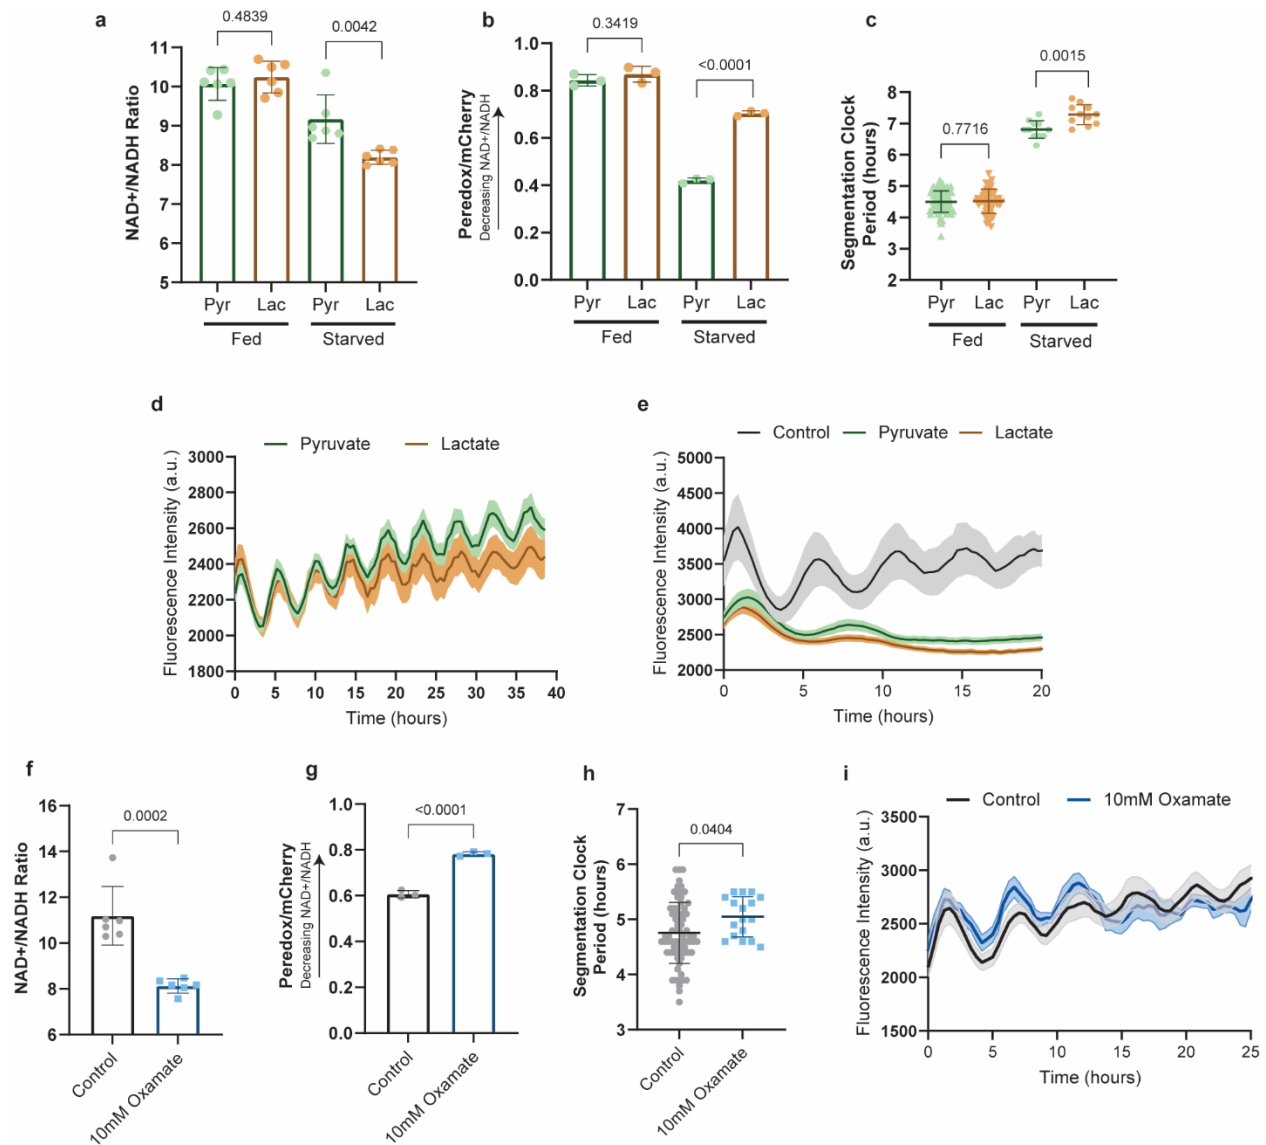 a
0.4839
0.0042
NAD+/NADH Ratio
11
10
9
8
7
6
5
Pyr Lac Pyr Lac
Fed Starved
b
0.3419
<0.0001
Peredox/mCherry
Decreasing NAD+/NADH
1.0
0.8
0.6
0.4
0.2
0.0
Pyr Lac Pyr Lac
Fed Starved
c
0.0015
0.7716
Segmentation Clock
Period (hours)
8
7
6
5
4
3
2
Pyr Lac Pyr Lac
Fed Starved
d
Pyruvate Lactate
Fluorescence Intensity (a.u.)
3000
2800
2600
2400
2200
2000
1800
0 5 10 15 20 25 30 35 40
Time (hours)
e
Control Pyruvate Lactate
Fluorescence Intensity (a.u.)
5000
4500
4000
3500
3000
2500
2000
0 5 10 15 20
Time (hours)
f
0.0002
NAD+/NADH Ratio
16
14
12
10
8
6
Control
10mM Oxamate
g
<0.0001
Peredox/mCherry
Decreasing NAD+/NADH
1.0
0.8
0.6
0.4
0.2
0.0
Control
10mM Oxamate
h
0.0404
Segmentation Clock
Period (hours)
7
6
5
4
3
Control
10mM Oxamate
i
Control 10mM Oxamate
Fluorescence Intensity (a.u.)
3500
3000
2500
2000
1500
0 5 10 15 20 25
Time (hours)